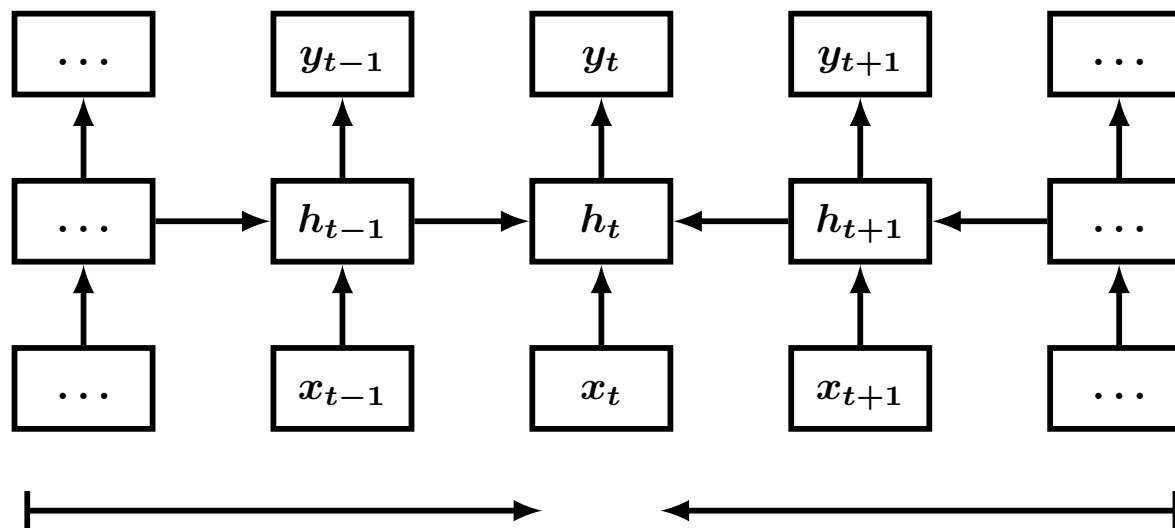 ... y_{t-1} y_t y_{t+1} ...
... h_{t-1} h_t h_{t+1} ...
... x_{t-1} x_t x_{t+1} ...